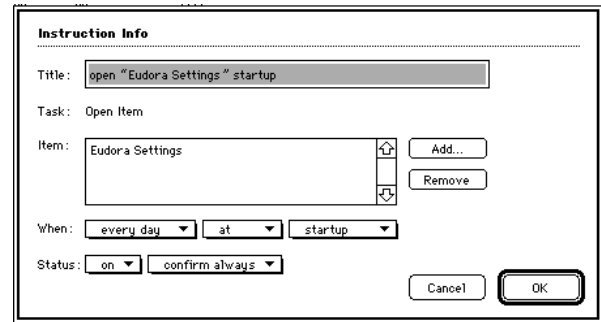 Instruction Info
Title: open "Eudora Settings" startup
Task: Open Item
Item: Eudora Settings
Add...
Remove
When: every day at startup
Status: on confirm always
Cancel OK